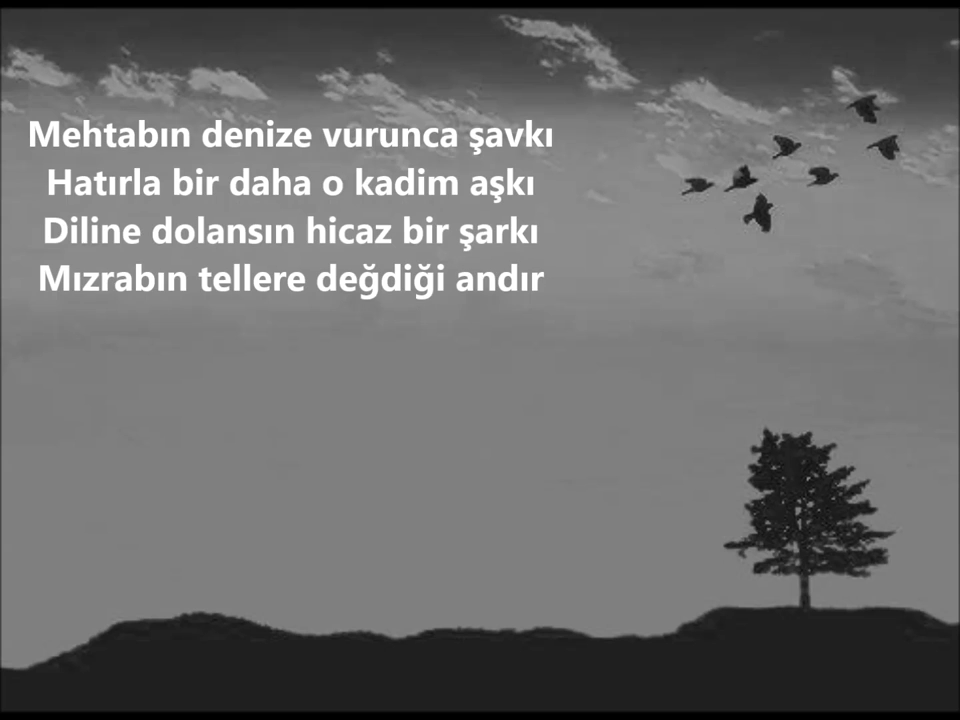 Mehtabın denize vurunca şavkı
Hatırla bir daha o kadim aşkı
Diline dolansın hicaz bir şarkı
Mızrabın tellere değdiği andır